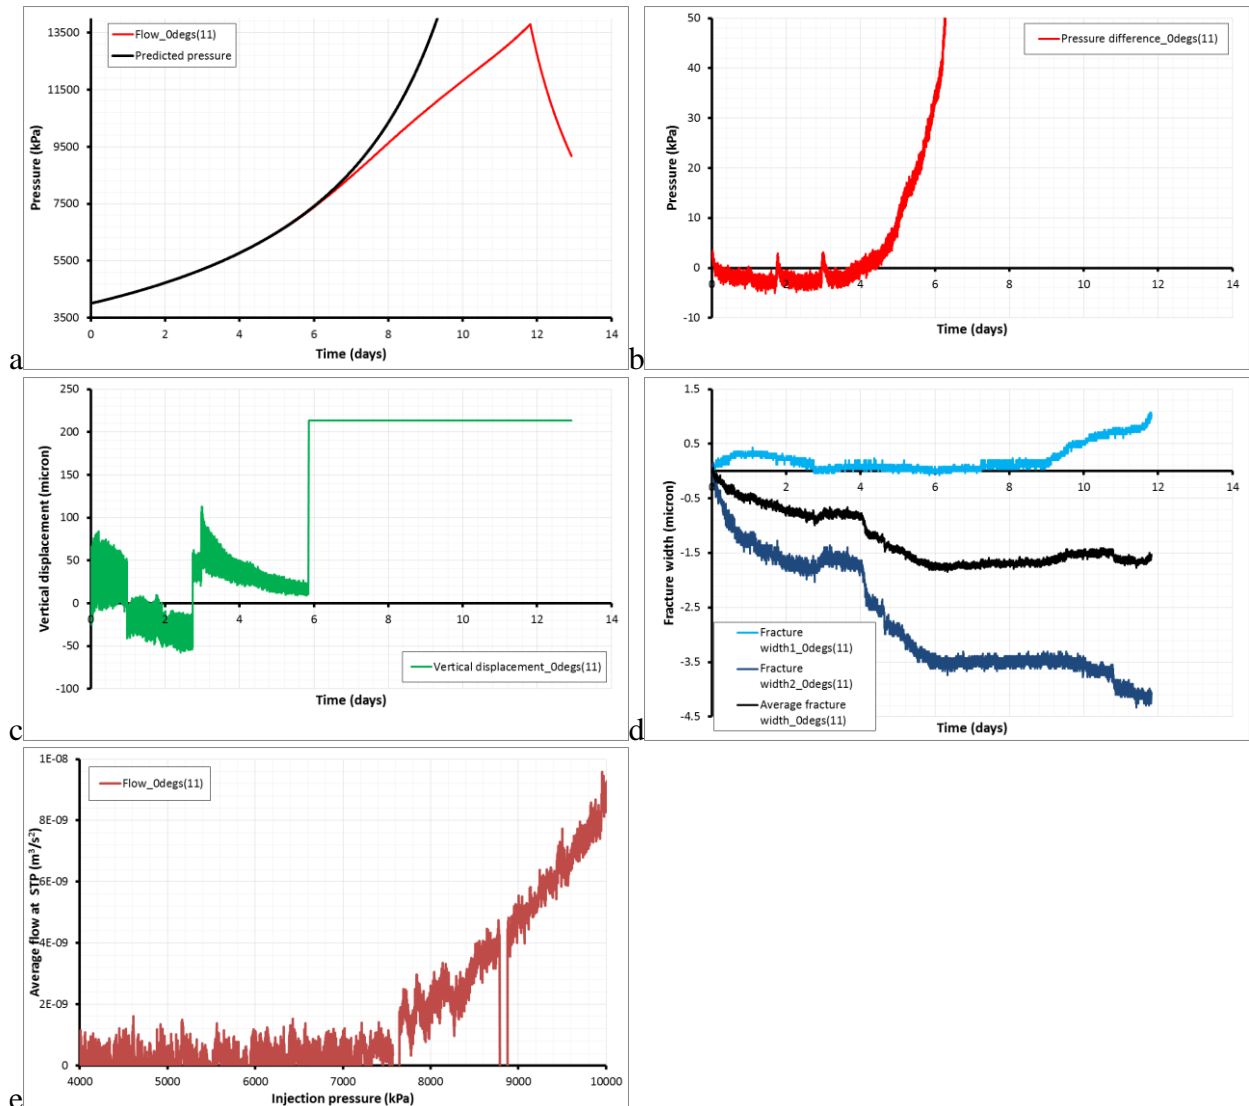 13500
11500
9500
7500
5500
3500
Pressure (kPa)
Flow_0degs(11)
Predicted pressure
0 2 4 6 8 10 12 14
Time (days)
a
50
40
30
20
10
0
-10
Pressure (kPa)
Pressure difference_0degs(11)
0 2 4 6 8 10 12 14
Time (days)
b
250
200
150
100
50
0
-50
-100
Vertical displacement (micron)
0 2 4 6 8 10 12 14
Vertical displacement_0degs(11)
Time (days)
c
1.5
0.5
-0.5
-1.5
-2.5
-3.5
-4.5
Fracture width (micron)
0 2 4 6 8 10 12 14
Fracture
width1_0degs(11)
Fracture
width2_0degs(11)
Average fracture
width_0degs(11)
Time (days)
d
1E-08
8E-09
6E-09
4E-09
2E-09
0
Average flow at STP (m³/s²)
Flow_0degs(11)
4000 5000 6000 7000 8000 9000 10000
Injection pressure (kPa)
e